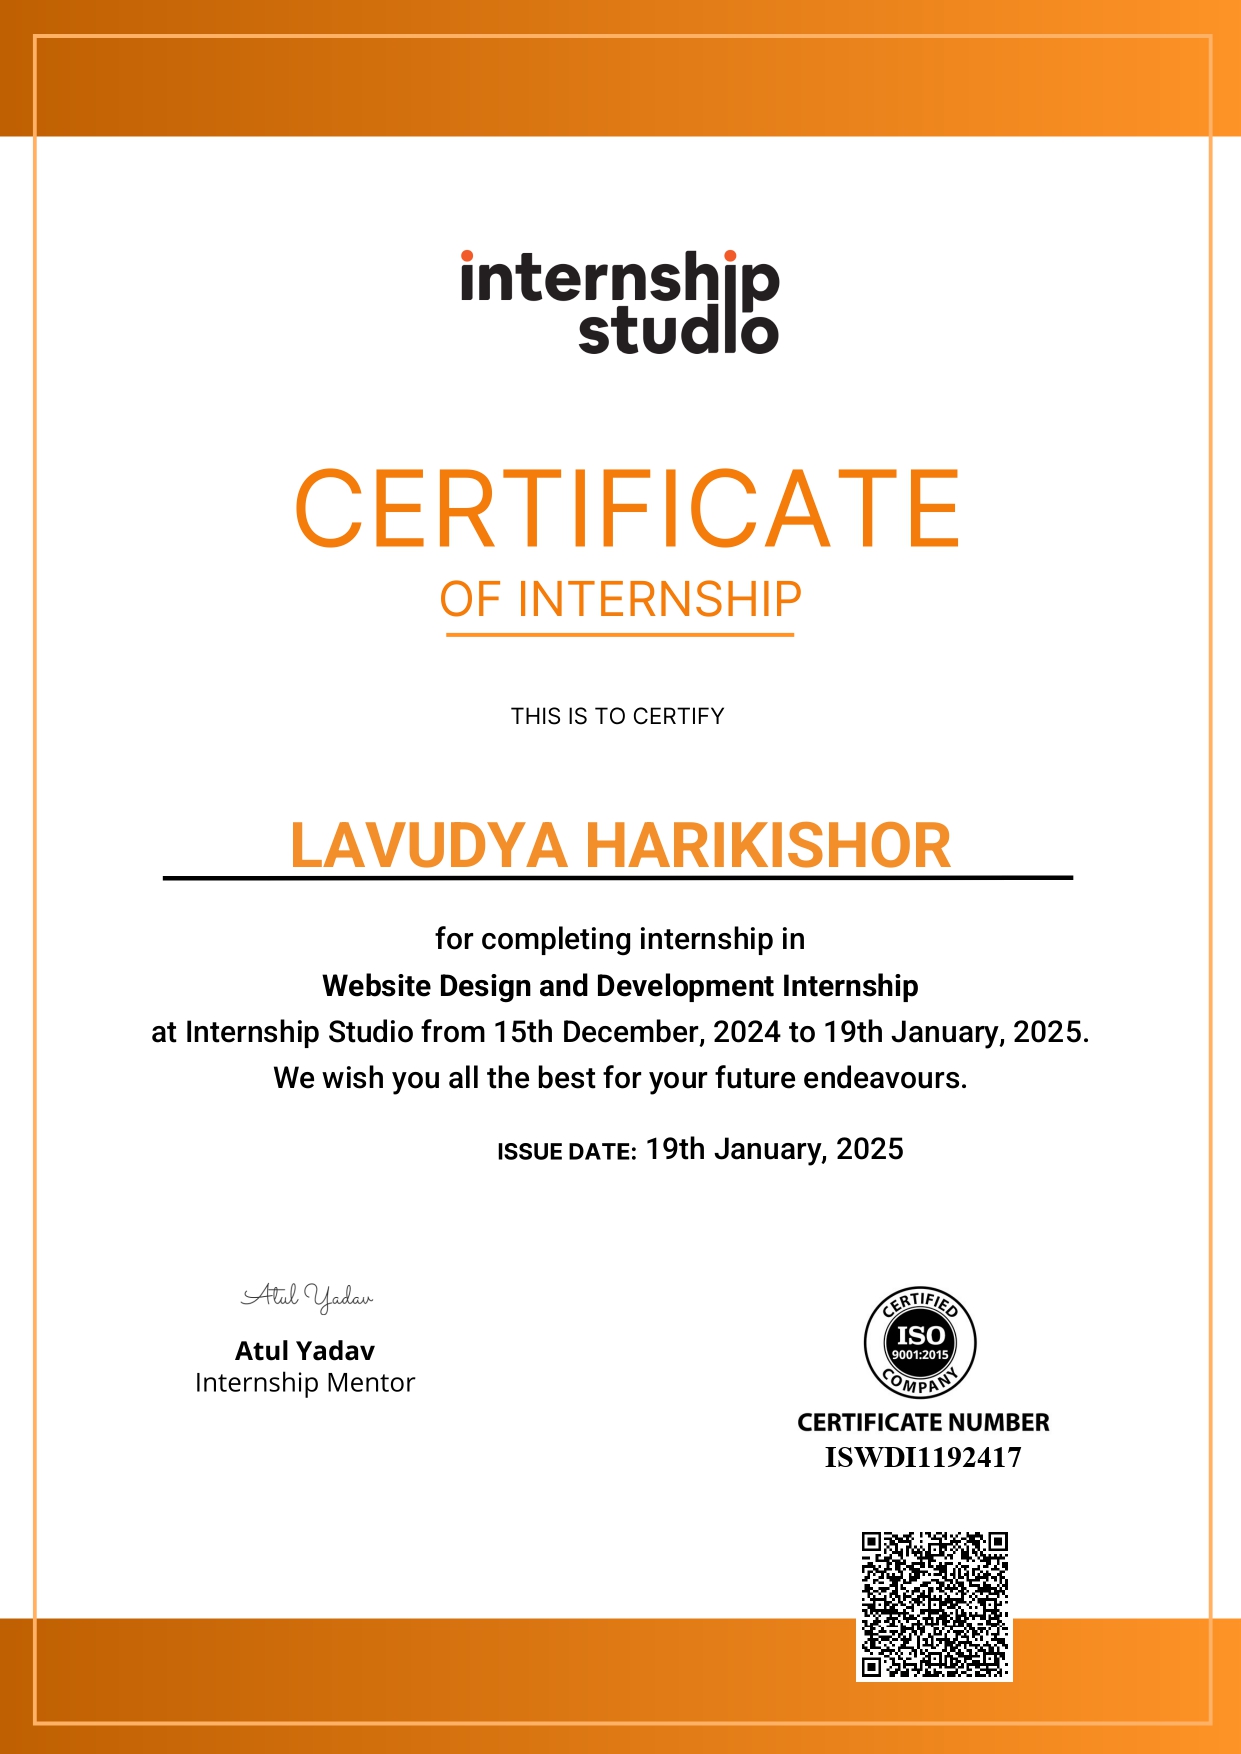 internship
studio
CERTIFICATE
OF INTERNSHIP
THIS IS TO CERTIFY
LAVUDYA HARIKISHOR
for completing internship in
Website Design and Development Internship
at Internship Studio from 15th December, 2024 to 19th January, 2025.
We wish you all the best for your future endeavours.
ISSUE DATE: 19th January, 2025
Atul Yadav
Atul Yadav
Internship Mentor
CERTIFIED
ISO
9001:2015
COMPANY
CERTIFICATE NUMBER
ISWDI1192417